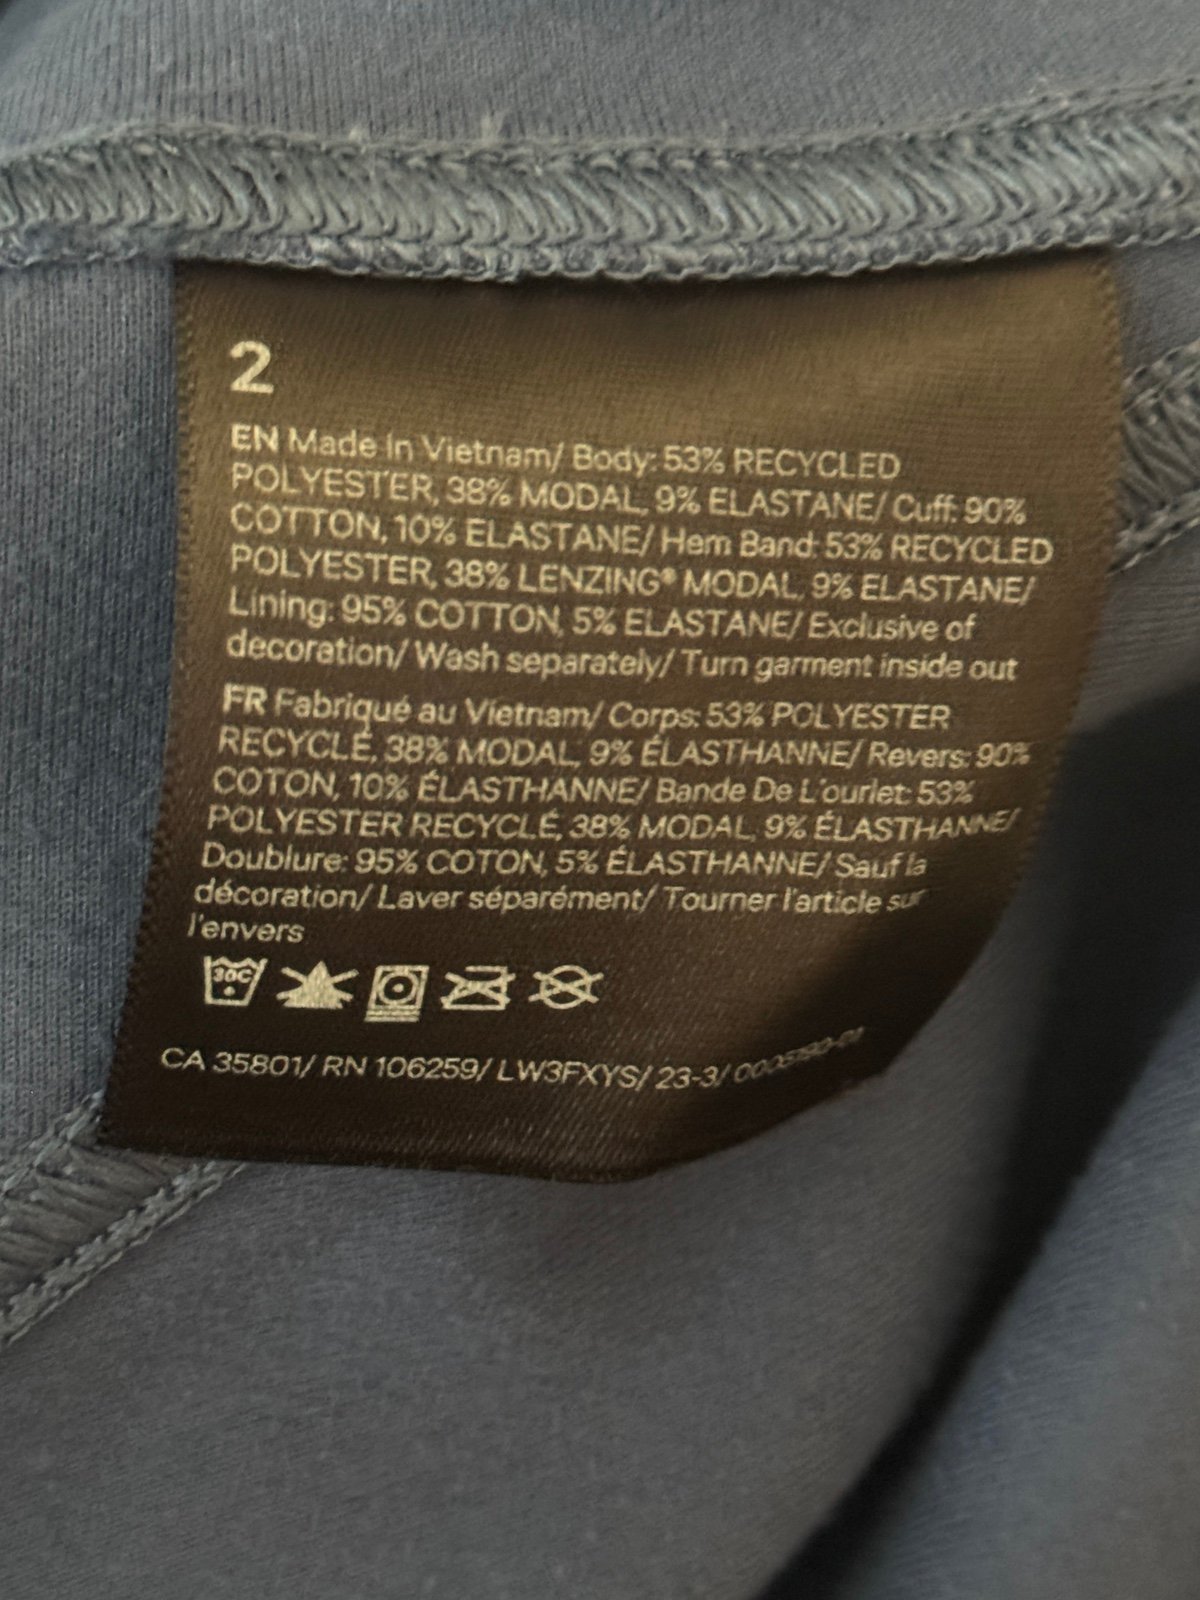 2
EN Made in Vietnam/ Body: 53% RECYCLED
POLYESTER, 38% MODAL, 9% ELASTANE/ Cuff: 90%
COTTON, 10% ELASTANE/ Hem Band: 53% RECYCLED
POLYESTER, 38% LENZING® MODAL, 9% ELASTANE/
Lining: 95% COTTON, 5% ELASTANE/ Exclusive of
decoration/ Wash separately/ Turn garment inside out
FR Fabriqué au Vietnam/ Corps: 53% POLYESTER
RECYCLÉ, 38% MODAL, 9% ÉLASTHANNE/ Revers: 90%
COTON, 10% ÉLASTHANNE/ Bande De L'ourlet: 53%
POLYESTER RECYCLÉ, 38% MODAL, 9% ÉLASTHANNE/
Doublure: 95% COTON, 5% ÉLASTHANNE/ Sauf la
décoration/ Laver séparément/ Tourner l'article sur
l'envers
30C
CA 35801/ RN 106259/ LW3FXYS/ 23-3/